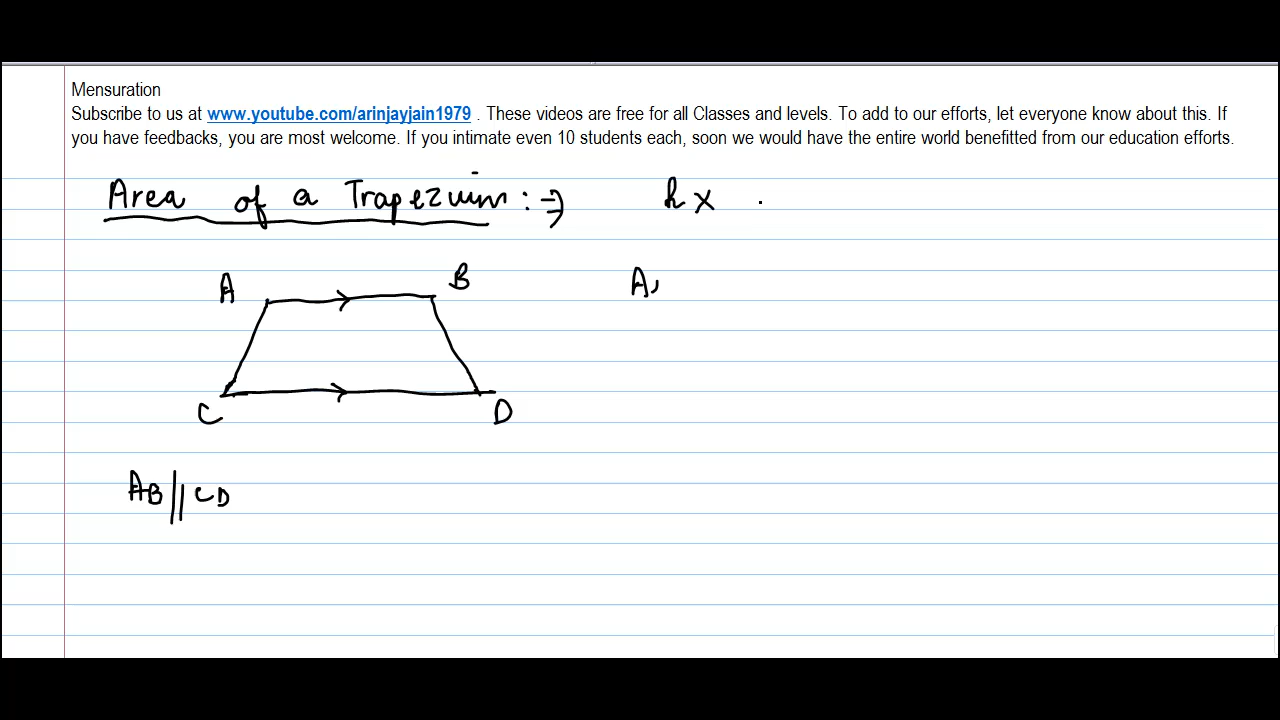 Mensuration
Subscribe to us at www.youtube.com/arinjayjain1979 . These videos are free for all Classes and levels. To add to our efforts, let everyone know about this. If
you have feedbacks, you are most welcome. If you intimate even 10 students each, soon we would have the entire world benefitted from our education efforts.
Area of a Trapezuim :⇒ h×
A B
A,
C D
AB||CD